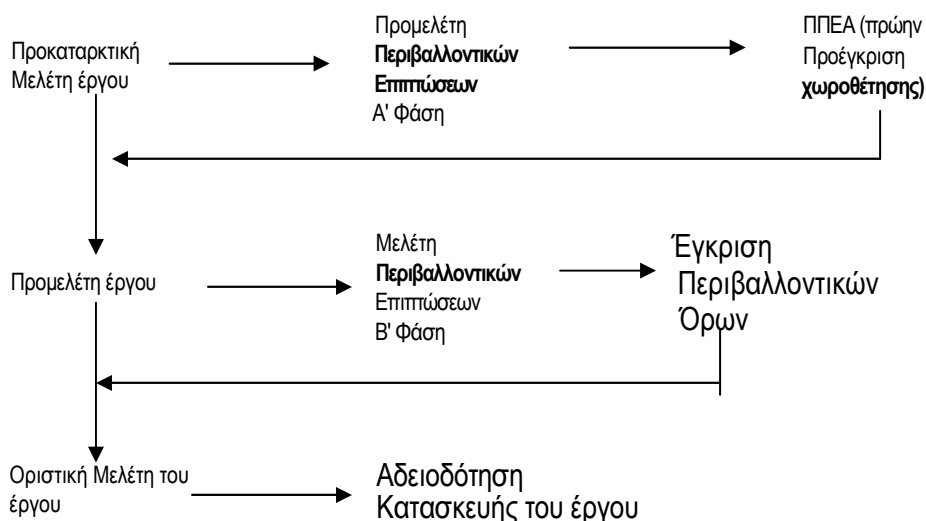 Προκαταρκτική
Μελέτη έργου
Προμελέτη
Περιβαλλοντικών
Επιπτώσεων
Α' Φάση
ΠΠΕΑ (πρώην
Προέγκριση
χωροθέτησης)
Προμελέτη έργου
Μελέτη
Περιβαλλοντικών
Επιπτώσεων
Β' Φάση
Έγκριση
Περιβαλλοντικών
Όρων
Οριστική Μελέτη του
έργου
Αδειοδότηση
Κατασκευής του έργου